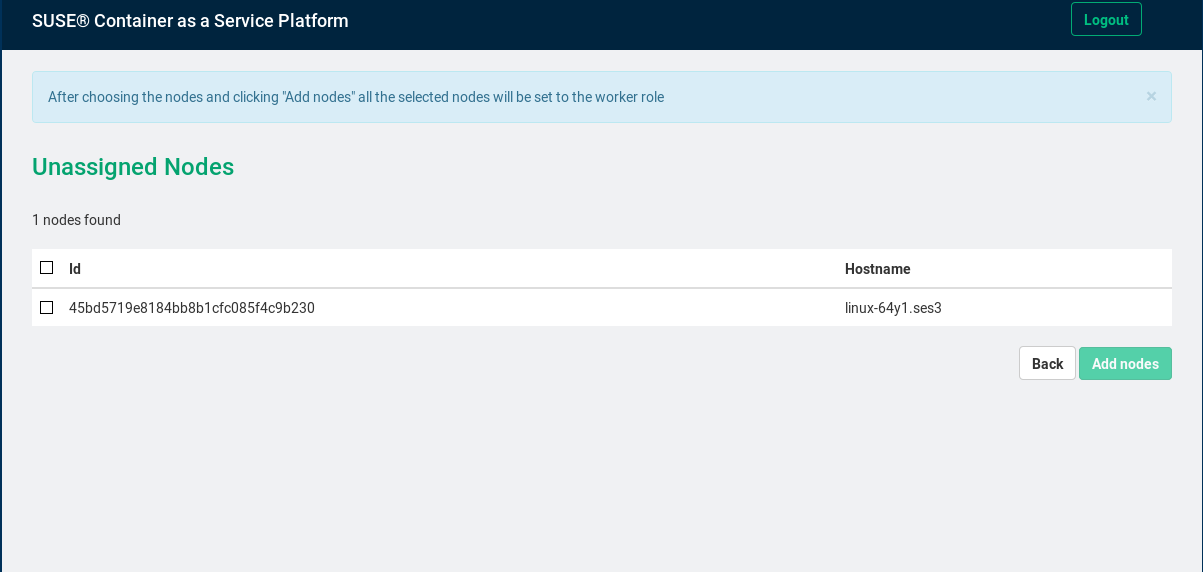 SUSE® Container as a Service Platform
Logout
After choosing the nodes and clicking "Add nodes" all the selected nodes will be set to the worker role
×
Unassigned Nodes
1 nodes found
Id Hostname
45bd5719e8184bb8b1cfc085f4c9b230 linux-64y1.ses3
Back Add nodes